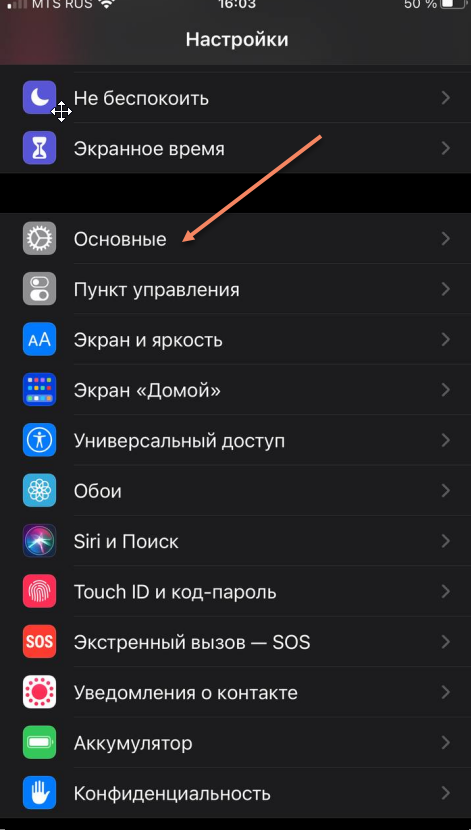 MTS RUS 16:03 50 %
Настройки
Не беспокоить
Экранное время
Основные
Пункт управления
AA Экран и яркость
Экран «Домой»
Универсальный доступ
Обои
Siri и Поиск
Touch ID и код-пароль
SOS Экстренный вызов — SOS
Уведомления о контакте
Аккумулятор
Конфиденциальность